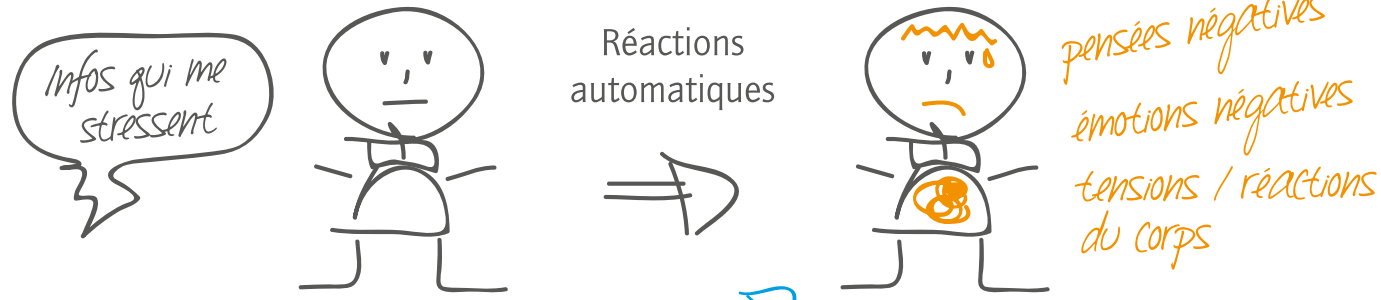 Infos qui me
stressent
Réactions
automatiques
pensées négatives
émotions négatives
tensions / réactions
du corps